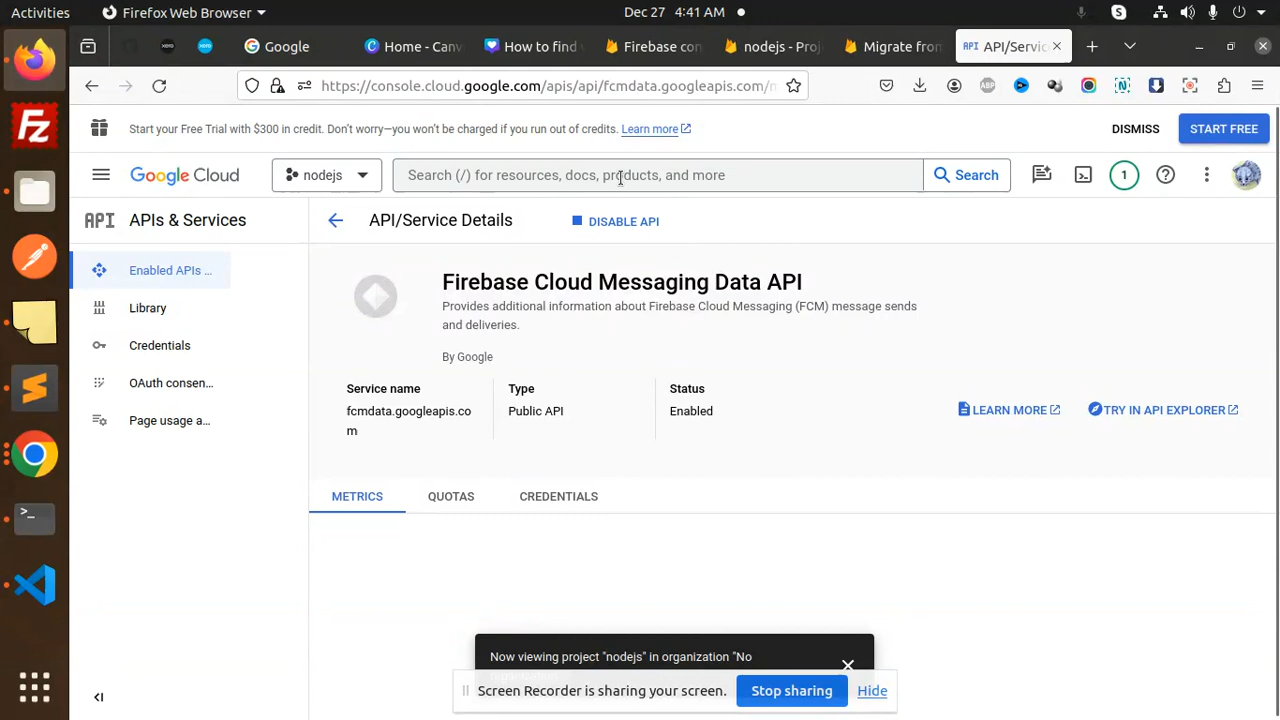 Activities
Firefox Web Browser
Dec 27 4:41 AM
Google
Home - Canv
How to find
Firebase con
nodejs - Proj
Migrate from
API API/Servic
https://console.cloud.google.com/apis/api/fcmdata.googleapis.com/m
Start your Free Trial with $300 in credit. Don't worry—you won't be charged if you run out of credits. Learn more
DISMISS
START FREE
Google Cloud
nodejs
Search (/) for resources, docs, products, and more
Search
1
API APIs & Services
API/Service Details
DISABLE API
Enabled APIs ...
Library
Credentials
OAuth consen...
Page usage a...
Firebase Cloud Messaging Data API
Provides additional information about Firebase Cloud Messaging (FCM) message sends
and deliveries.
By Google
Service name
fcmdata.googleapis.co
m
Type
Public API
Status
Enabled
LEARN MORE
TRY IN API EXPLORER
METRICS
QUOTAS
CREDENTIALS
Now viewing project "nodejs" in organization "No
Screen Recorder is sharing your screen.
Stop sharing
Hide